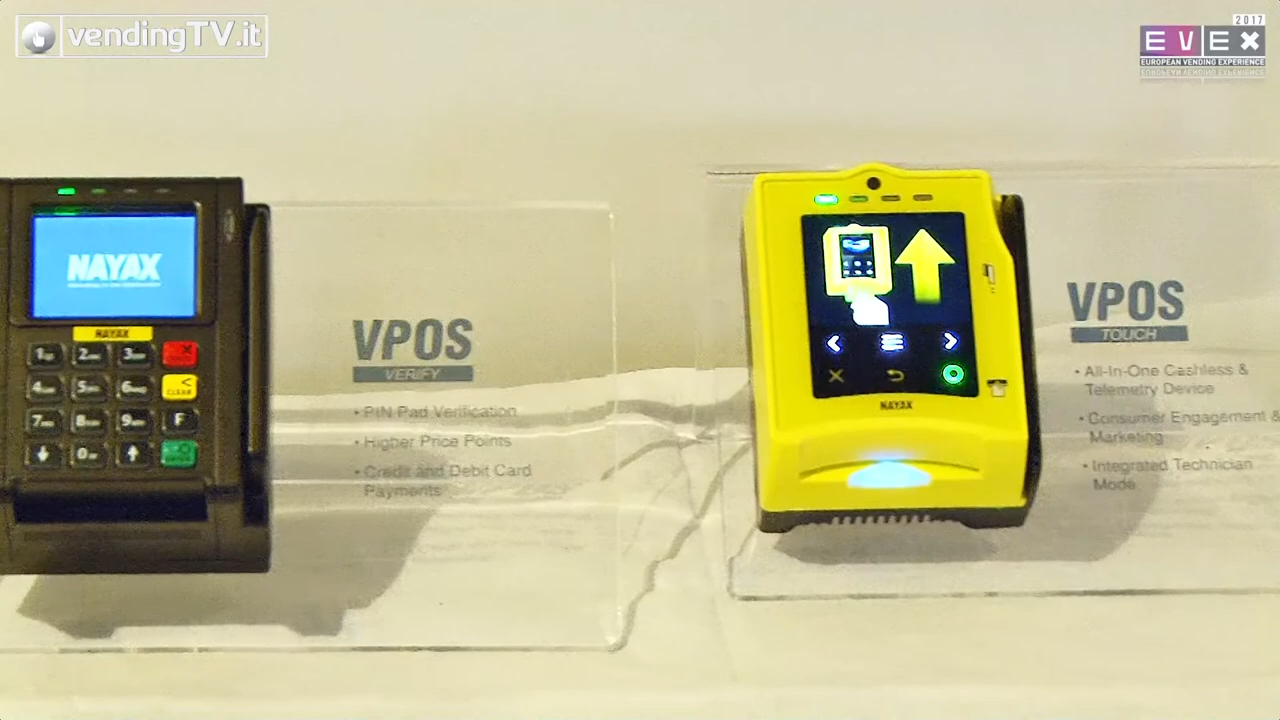 vendingTV.it
2017
EVEX
EUROPEAN VENDING EXPERIENCE
NAYAX
NAYAX
1
2
3
4
5
6
CLEAR
7
8
9
F
0
VPOS
VERIFY
• PIN Pad Verification
• Higher Price Points
• Credit and Debit Card
Payments
NAYAX
VPOS
TOUCH
• All-In-One Cashless &
Telemetry Device
• Consumer Engagement &
Marketing
• Integrated Technician
Mode